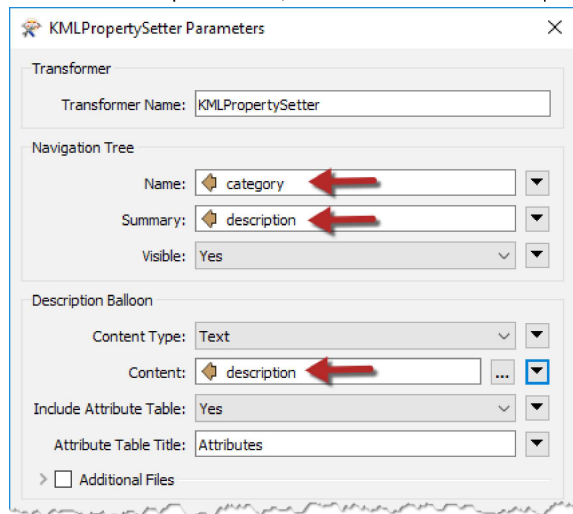 KMLPropertySetter Parameters
Transformer
Transformer Name: KMLPropertySetter
Navigation Tree
Name: category
Summary: description
Visible: Yes
Description Balloon
Content Type: Text
Content: description ...
Include Attribute Table: Yes
Attribute Table Title: Attributes
Additional Files